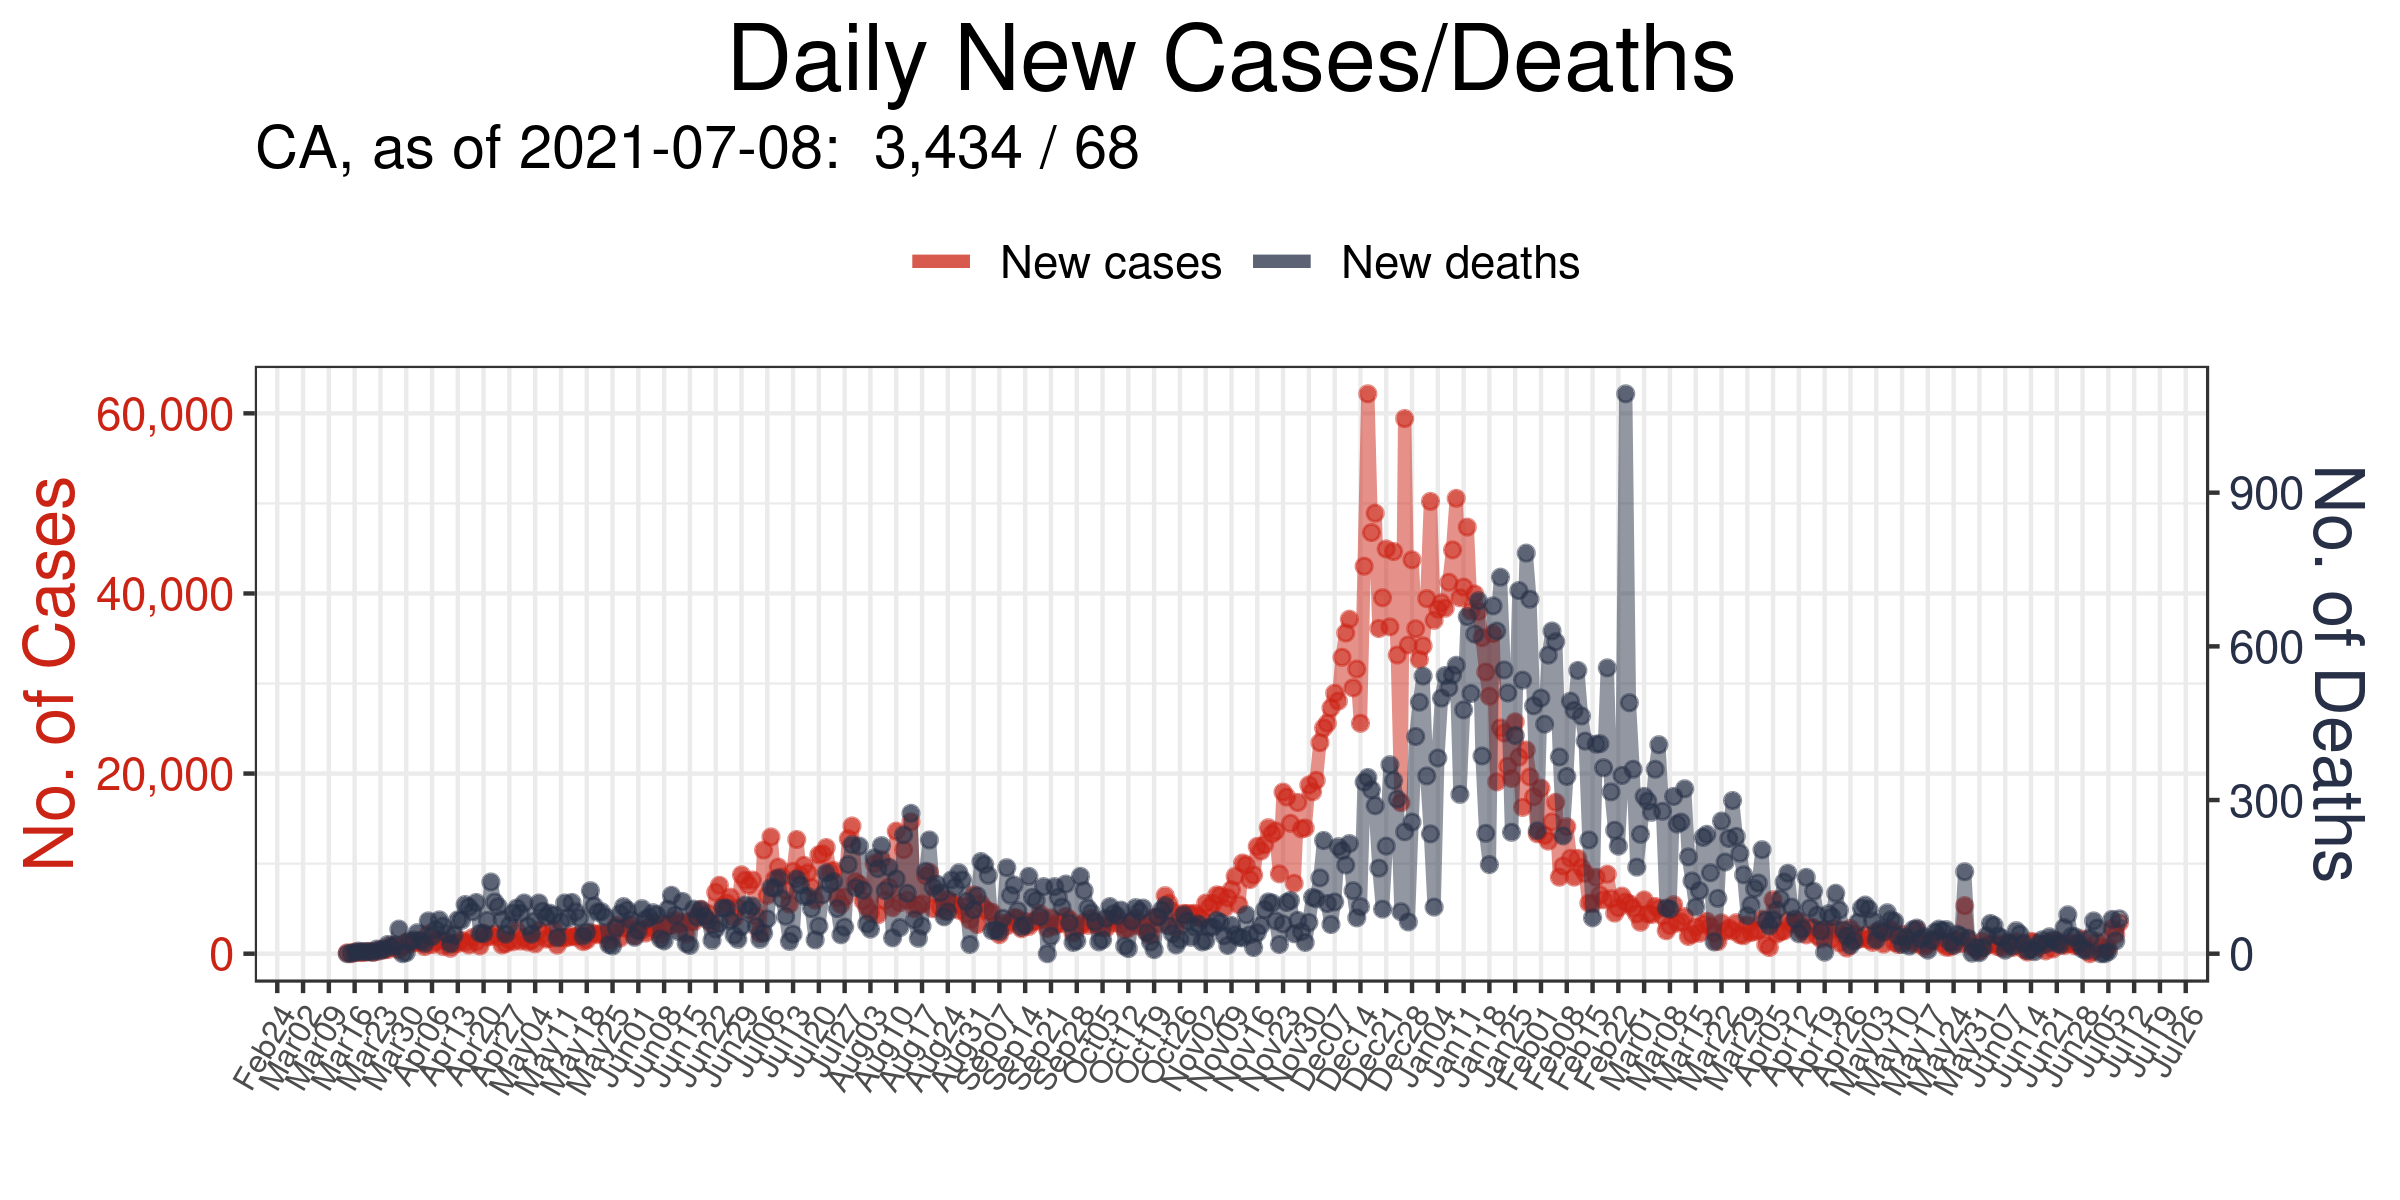 Daily New Cases/Deaths
CA, as of 2021-07-08:  3,434 / 68
New cases
New deaths
No. of Cases
60,000
40,000
20,000
0
900
600
300
0
No. of Deaths
Feb24
Mar02
Mar09
Mar16
Mar23
Mar30
Apr06
Apr13
Apr20
Apr27
May04
May11
May18
May25
Jun01
Jun08
Jun15
Jun22
Jun29
Jul06
Jul13
Jul20
Jul27
Aug03
Aug10
Aug17
Aug24
Aug31
Sep07
Sep14
Sep21
Sep28
Oct05
Oct12
Oct19
Oct26
Nov02
Nov09
Nov16
Nov23
Nov30
Dec07
Dec14
Dec21
Dec28
Jan04
Jan11
Jan18
Jan25
Feb01
Feb08
Feb15
Feb22
Mar01
Mar08
Mar15
Mar22
Mar29
Apr05
Apr12
Apr19
Apr26
May03
May10
May17
May24
May31
Jun07
Jun14
Jun21
Jun28
Jul05
Jul12
Jul19
Jul26